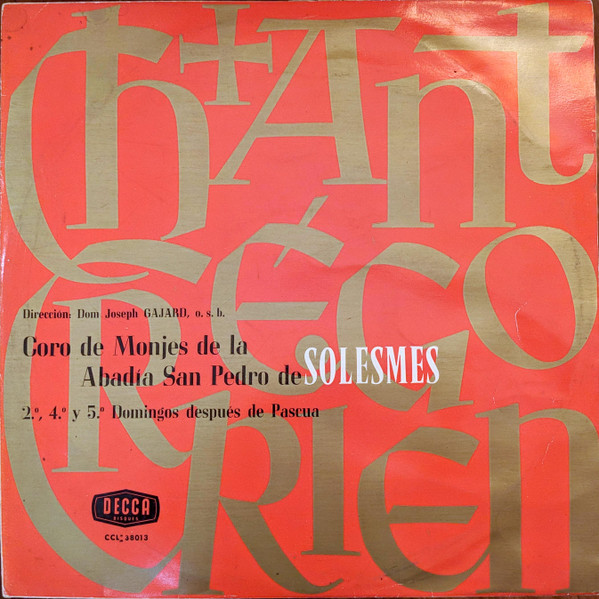 Chant
Grégo
Rien
Dirección: Dom Joseph GAJARD, o. s. b.
Coro de Monjes de la
Abadía San Pedro de SOLESMES
2.º, 4.º y 5.º Domingos después de Pascua
DECCA
DISQUES
CCL 38013